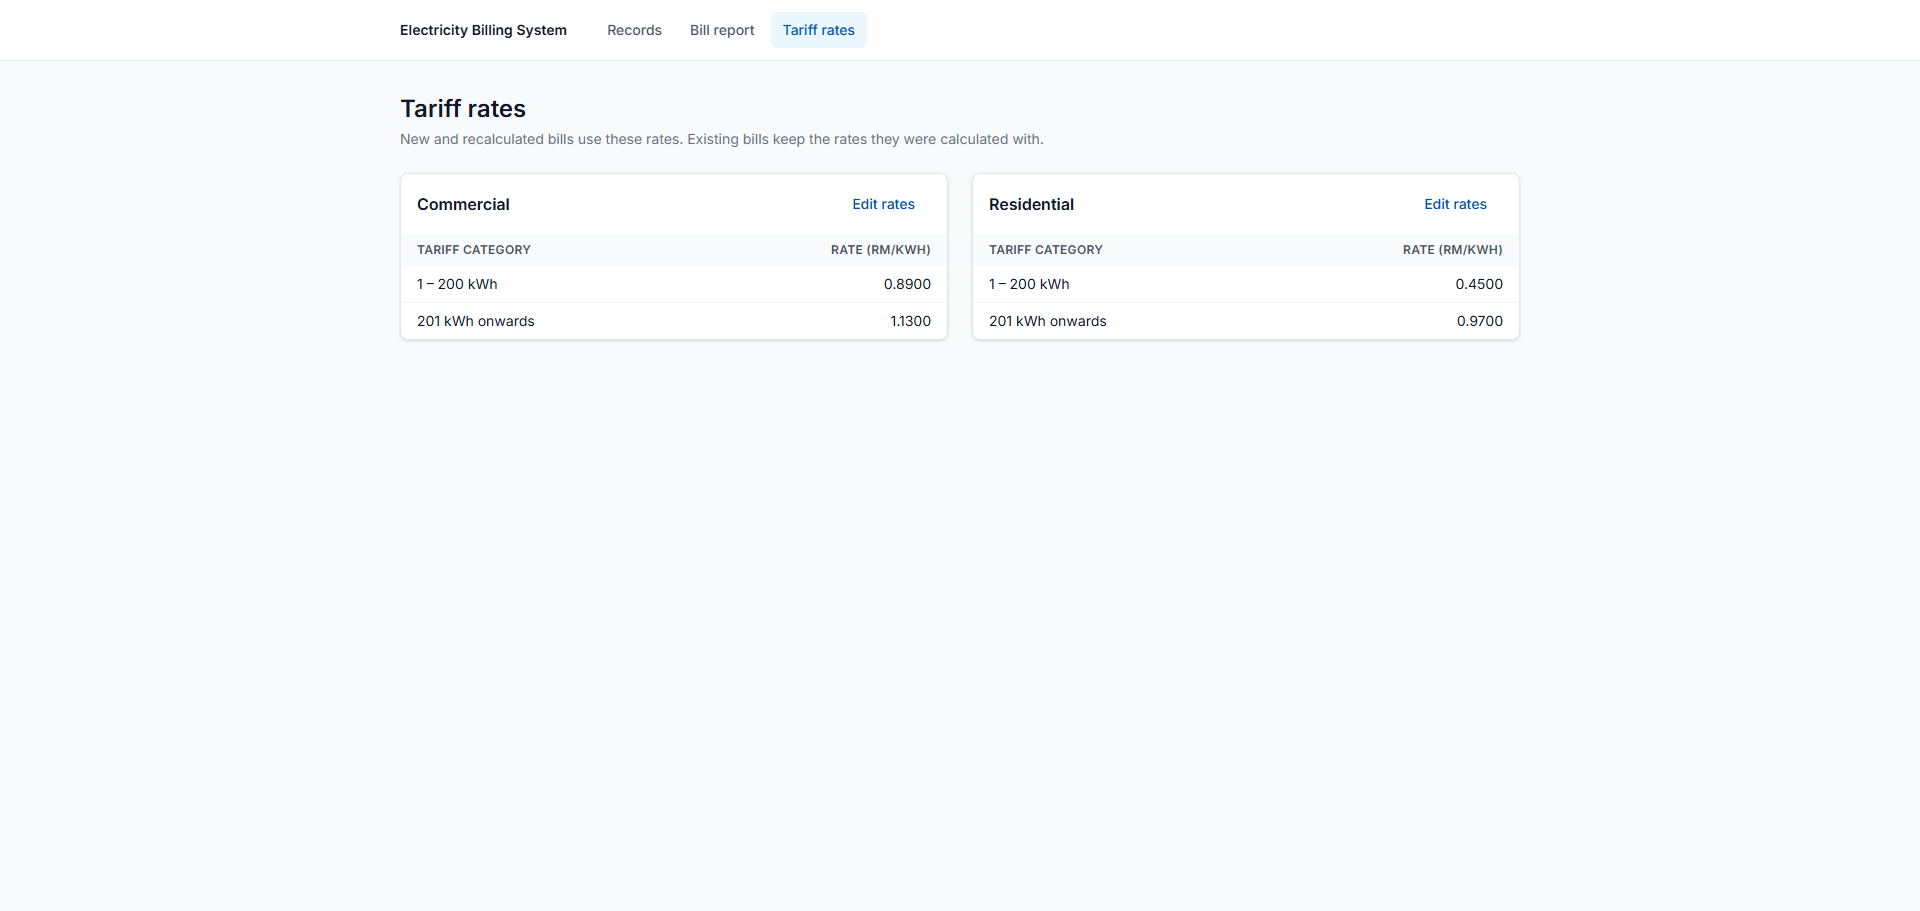 Electricity Billing System Records Bill report Tariff rates
Tariff rates
New and recalculated bills use these rates. Existing bills keep the rates they were calculated with.
Commercial Edit rates
TARIFF CATEGORY RATE (RM/KWH)
1 – 200 kWh 0.8900
201 kWh onwards 1.1300
Residential Edit rates
TARIFF CATEGORY RATE (RM/KWH)
1 – 200 kWh 0.4500
201 kWh onwards 0.9700